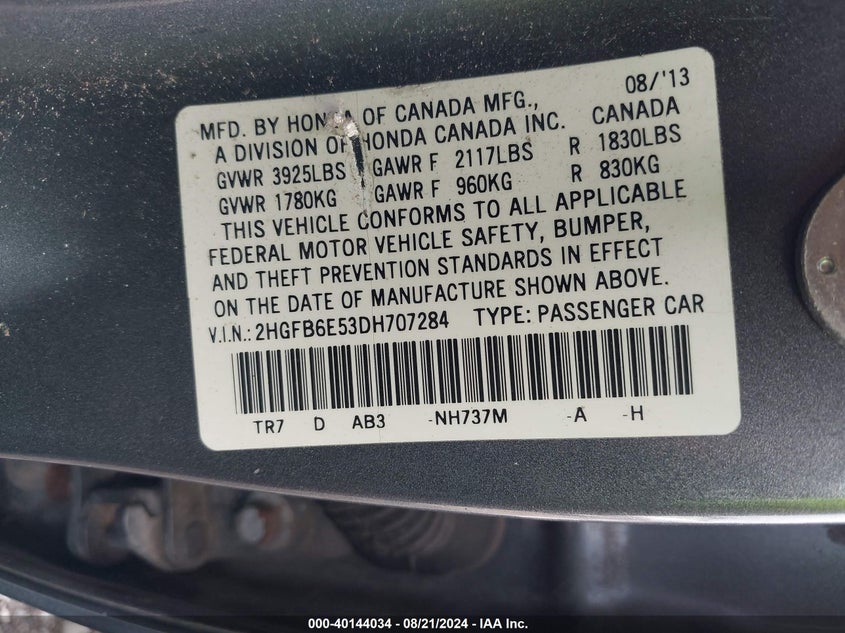 08/'13
MFD. BY HONDA OF CANADA MFG., CANADA
A DIVISION OF HONDA CANADA INC.
GVWR 3925LBS GAWR F 2117LBS R 1830LBS
GVWR 1780KG GAWR F 960KG R 830KG
THIS VEHICLE CONFORMS TO ALL APPLICABLE
FEDERAL MOTOR VEHICLE SAFETY, BUMPER,
AND THEFT PREVENTION STANDARDS IN EFFECT
ON THE DATE OF MANUFACTURE SHOWN ABOVE.
V.I.N.: 2HGFB6E53DH707284 TYPE: PASSENGER CAR
TR7 D AB3 -NH737M -A -H
000-40144034 - 08/21/2024 - IAA Inc.